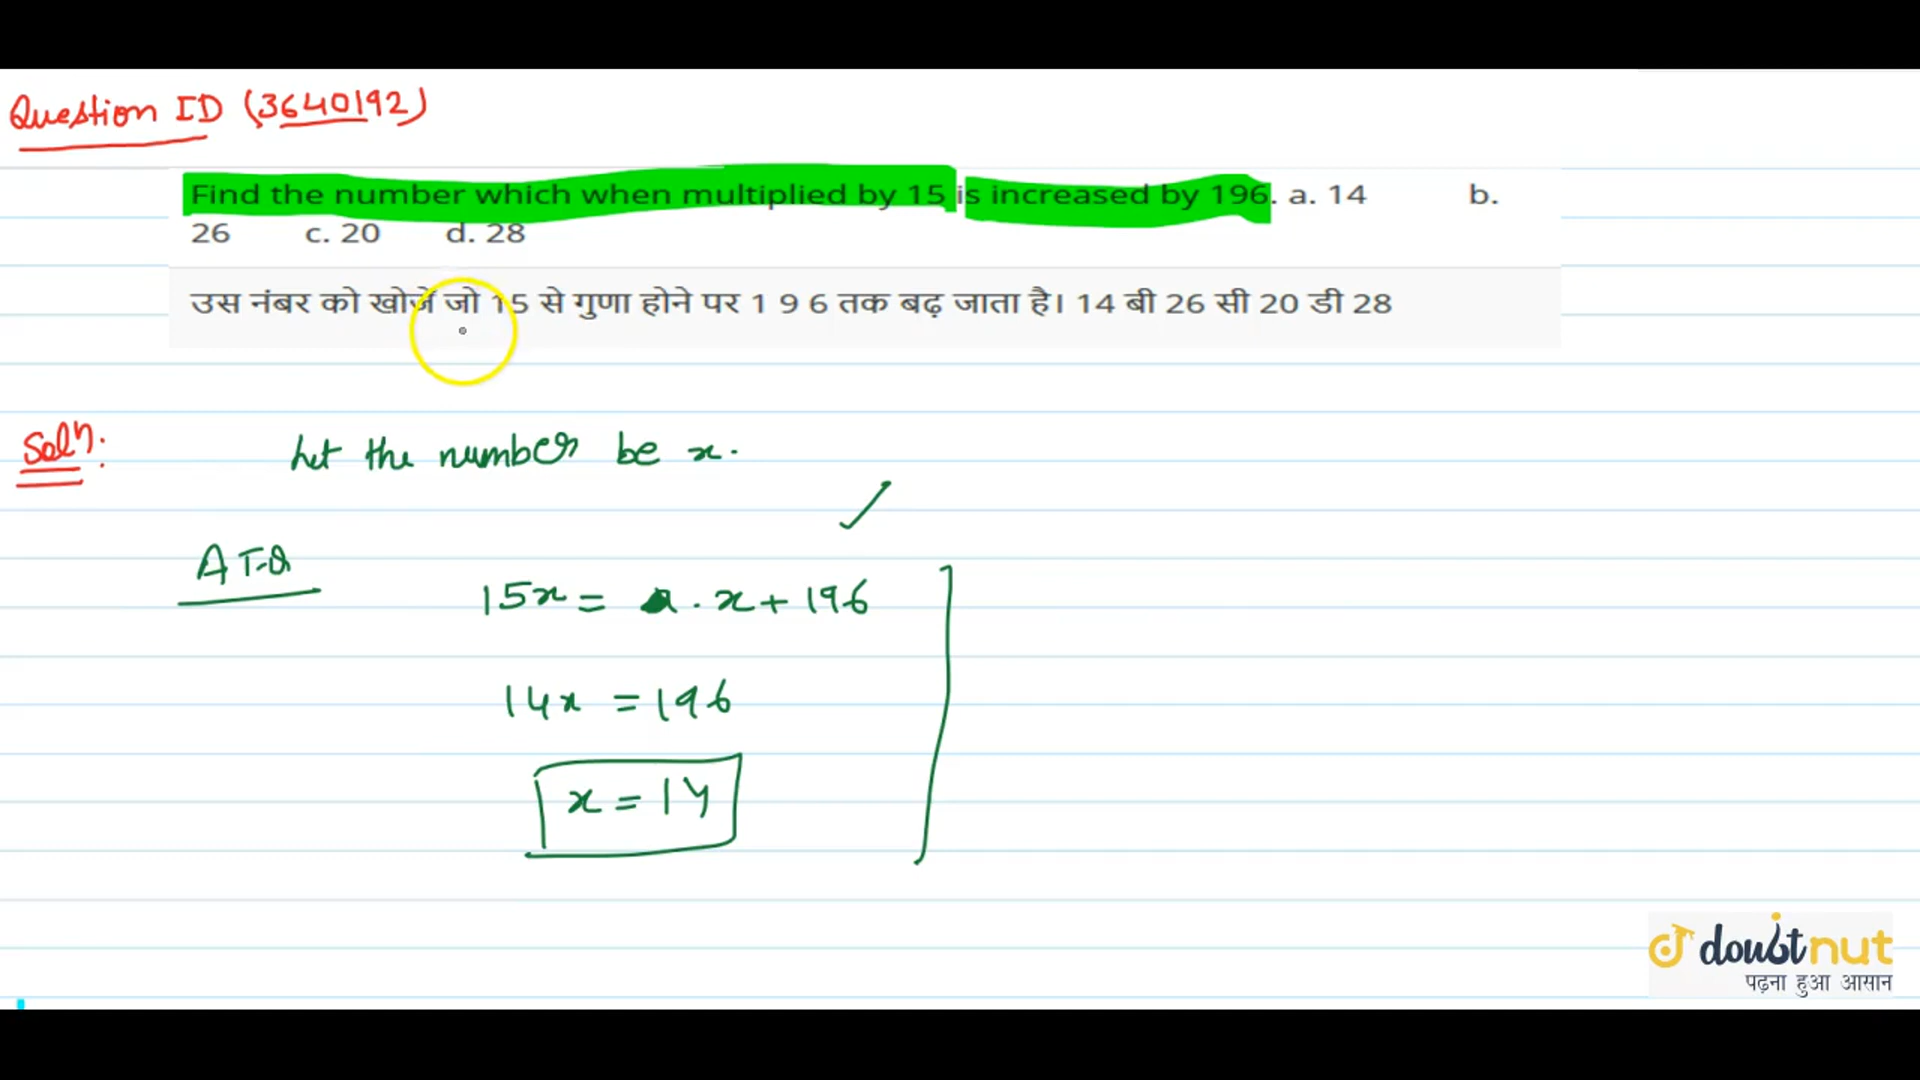 Question ID (3640192)
Find the number which when multiplied by 15 is increased by 196. a. 14 b.
26 c. 20 d. 28
उस नंबर को खोजें जो 15 से गुणा होने पर 1 9 6 तक बढ़ जाता है। 14 बी 26 सी 20 डी 28
Soln:
Let the number be x.
ATQ
15x = . x + 196
14x = 196
x = 14
doubtnut
पढ़ना हुआ आसान